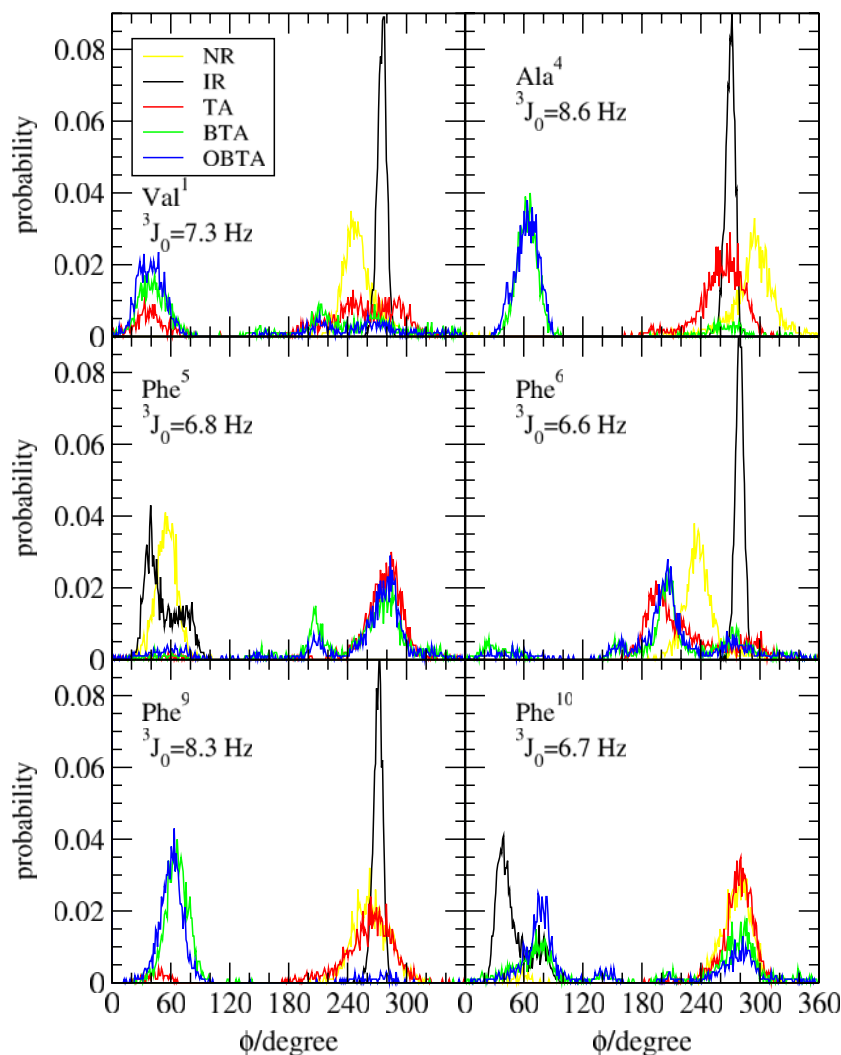 NR
IR
TA
BTA
OBTA
Val¹
³J₀=7.3 Hz
Ala⁴
³J₀=8.6 Hz
probability
0.08
0.06
0.04
0.02
0
Phe⁵
³J₀=6.8 Hz
Phe⁶
³J₀=6.6 Hz
probability
0.08
0.06
0.04
0.02
0
Phe⁹
³J₀=8.3 Hz
Phe¹⁰
³J₀=6.7 Hz
probability
0.08
0.06
0.04
0.02
0
0 60 120 180 240 300 0 60 120 180 240 300 360
ϕ/degree ϕ/degree